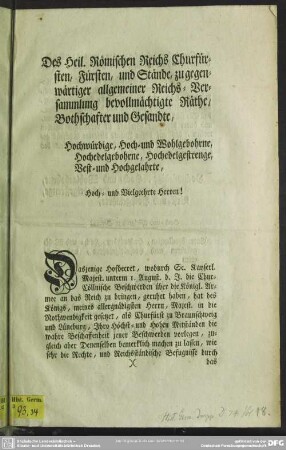 Des Heil. Römischen Reichs Churfür-
sten, Fürsten, und Stände, zu gegen-
wärtiger allgemeiner Reichs-Ver-
sammlung bevollmächtigte Räthe,
Bothschafter und Gesandte,
Hochwürdige, Hoch-und Wohlgebohrne,
Hochedelgebohrne, Hochedelgestrenge,
Vest-und Hochgelahrte,
Hoch- und Vielgeehrte Herren!
Dasjenige Hofdecret, wodurch Se. Kayserl.
Majest. unterm 1. August. d. J. die Chur-
Cöllnische Beschwerden über die Königl. Ar-
mee an das Reich zu bringen, geruhet haben, hat des
Königs, meines allergnädigsten Herrn, Majest. in die
Nothwendigkeit gesetzt, als Churfürst zu Braunschweig
und Lüneburg, Ihro Höchst- und Hohen Mitständen die
wahre Beschaffenheit jener Beschwerden vorlegen, zu-
gleich aber Denenselben bemerklich machen zu lassen, wie
sehr die Rechte, und Reichsständische Befugnisse durch
X das
Hist. Germ.